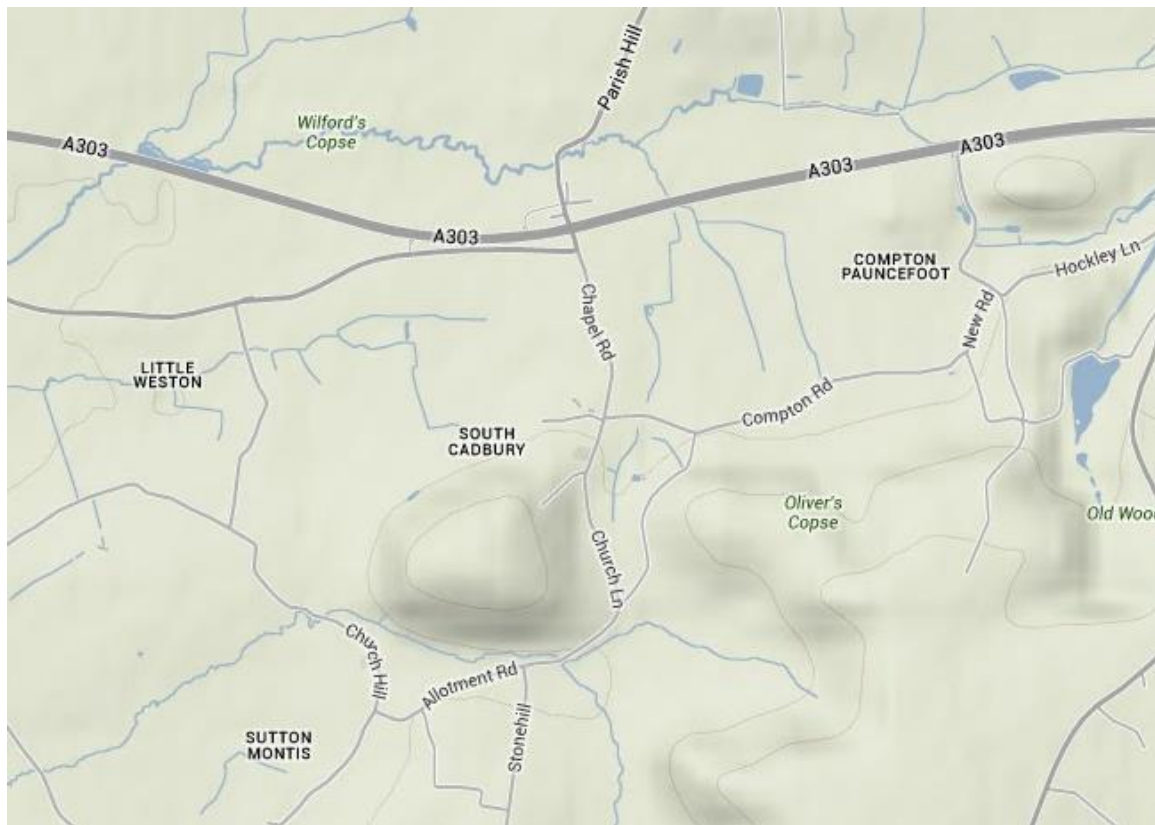 Parish Hill
Wilford's
Copse
A303
A303
A303
A303
COMPTON
PAUNCEFOOT
Hockley Ln
New Rd
Chapel Rd
LITTLE
WESTON
Compton Rd
SOUTH
CADBURY
Oliver's
Copse
Old Wood
Church Ln
Church Hill
Allotment Rd
Stonehill
SUTTON
MONTIS